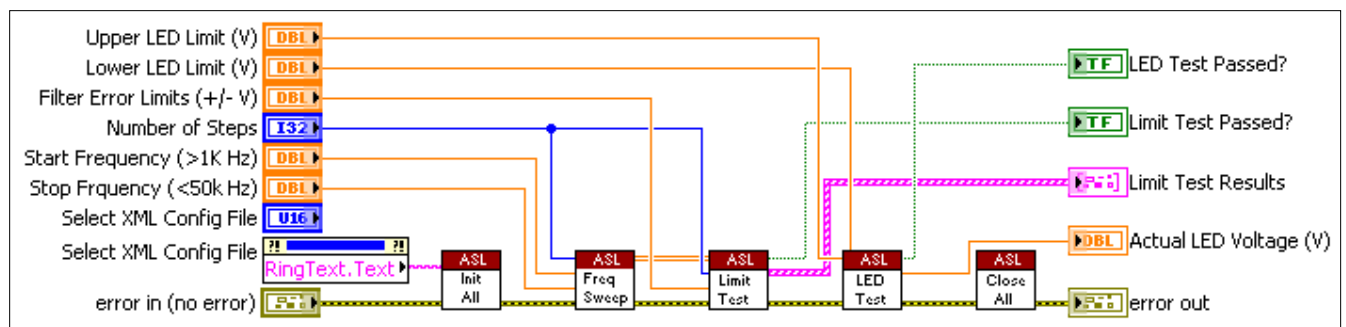 Upper LED Limit (V) DBL
Lower LED Limit (V) DBL
Filter Error Limits (+/- V) DBL
Number of Steps I32
Start Frequency (>1K Hz) DBL
Stop Frquency (<50k Hz) DBL
Select XML Config File U16
Select XML Config File ?! ?!
RingText.Text
error in (no error)
ASL
Init
All
ASL
Freq
Sweep
ASL
Limit
Test
ASL
LED
Test
ASL
Close
All
TF LED Test Passed?
TF Limit Test Passed?
Limit Test Results
DBL Actual LED Voltage (V)
error out